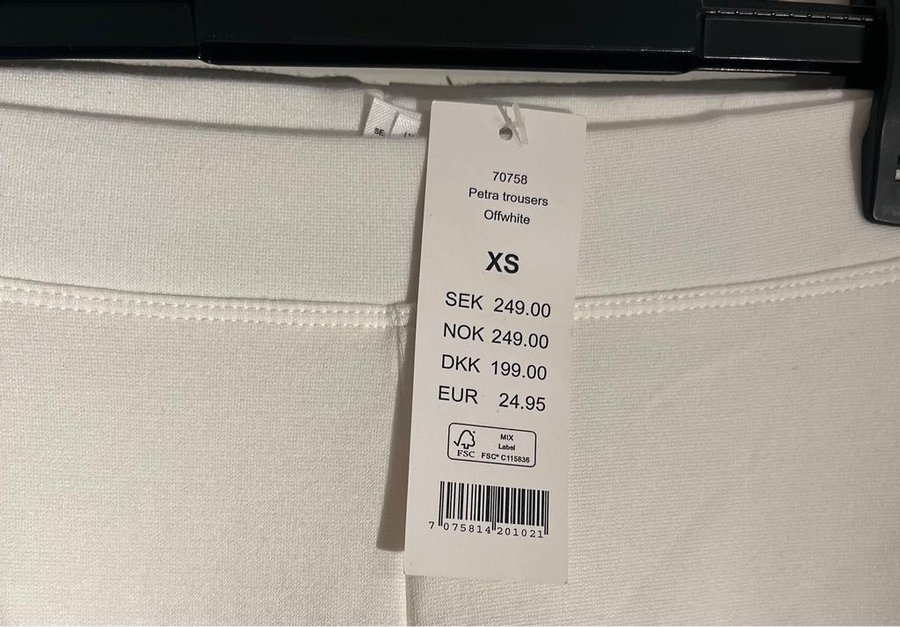 70758
Petra trousers
Offwhite
XS
SEK 249.00
NOK 249.00
DKK 199.00
EUR 24.95
FSC
MIX
Label
FSC® C115836
7 075814 201021